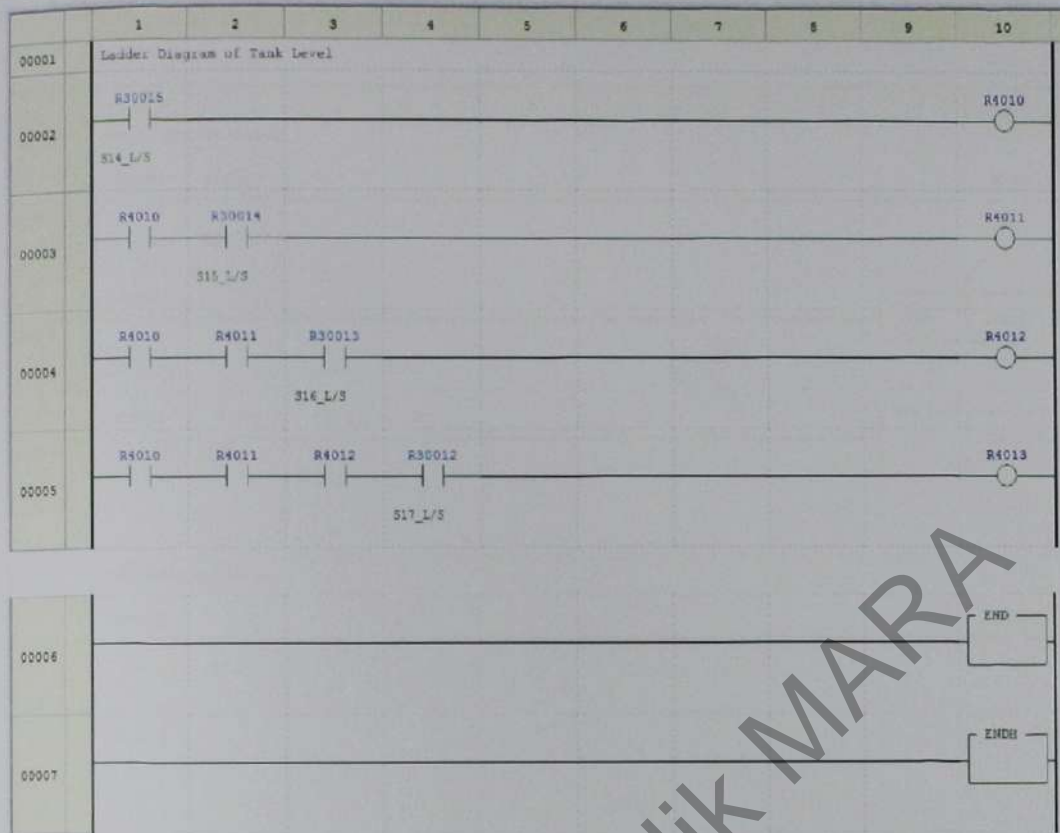 1 2 3 4 5 6 7 8 9 10
00001 Ladder Diagram of Tank Level
R30015 R4010
00002
S14_L/S
R4010 R30014 R4011
00003
S15_L/S
R4010 R4011 R30013 R4012
00004
S16_L/S
R4010 R4011 R4012 R30012 R4013
00005
S17_L/S
END
00006
ENDH
00007
dik MARA